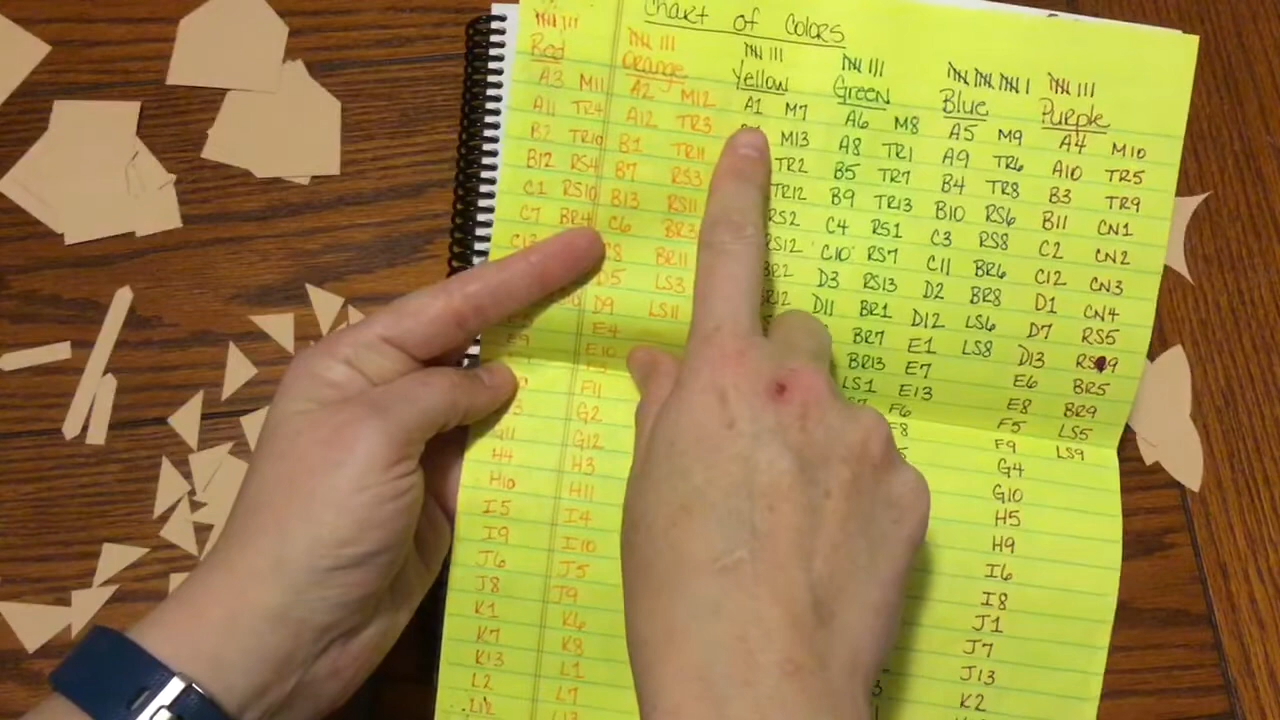 Chart of Colors
Red Orange Yellow Green Blue Purple
A3 M11 A2 M12 A1 M7 A6 M8 A5 M9 A4 M10
A11 TR4 A12 TR3 M13 A8 TR1 A9 TR6 A10 TR5
B2 TR10 B1 TR11 TR2 B5 TR7 B4 TR8 B3 TR9
B12 RS4 B7 RS3 TR12 B9 TR13 B10 RS6 B11 CN1
C1 RS10 B13 RS11 RS2 C4 RS1 C3 RS8 C2 CN2
C7 BR4 C6 BR3 RS12 C10 RS7 C11 BR6 C12 CN3
C13 C8 BR11 BR2 D3 RS13 D2 BR8 D1 CN4
D5 LS3 BR12 D11 BR1 D12 LS6 D7 RS5
D9 LS11 BR7 E1 LS8 D13 RS9
E4 BR13 E7 E6 BR5
E9 E10 LS1 E13 E8 BR9
F11 F6 F5 LS5
G2 F8 F9 LS9
G11 G12 G4
H4 H3 G10
H10 H11 H5
I5 I4 H9
I9 I10 I6
J6 J5 I8
J8 J9 J1
K1 K6 J7
K7 K8 J13
K13 L1 K2
L2 L7
L12 L13